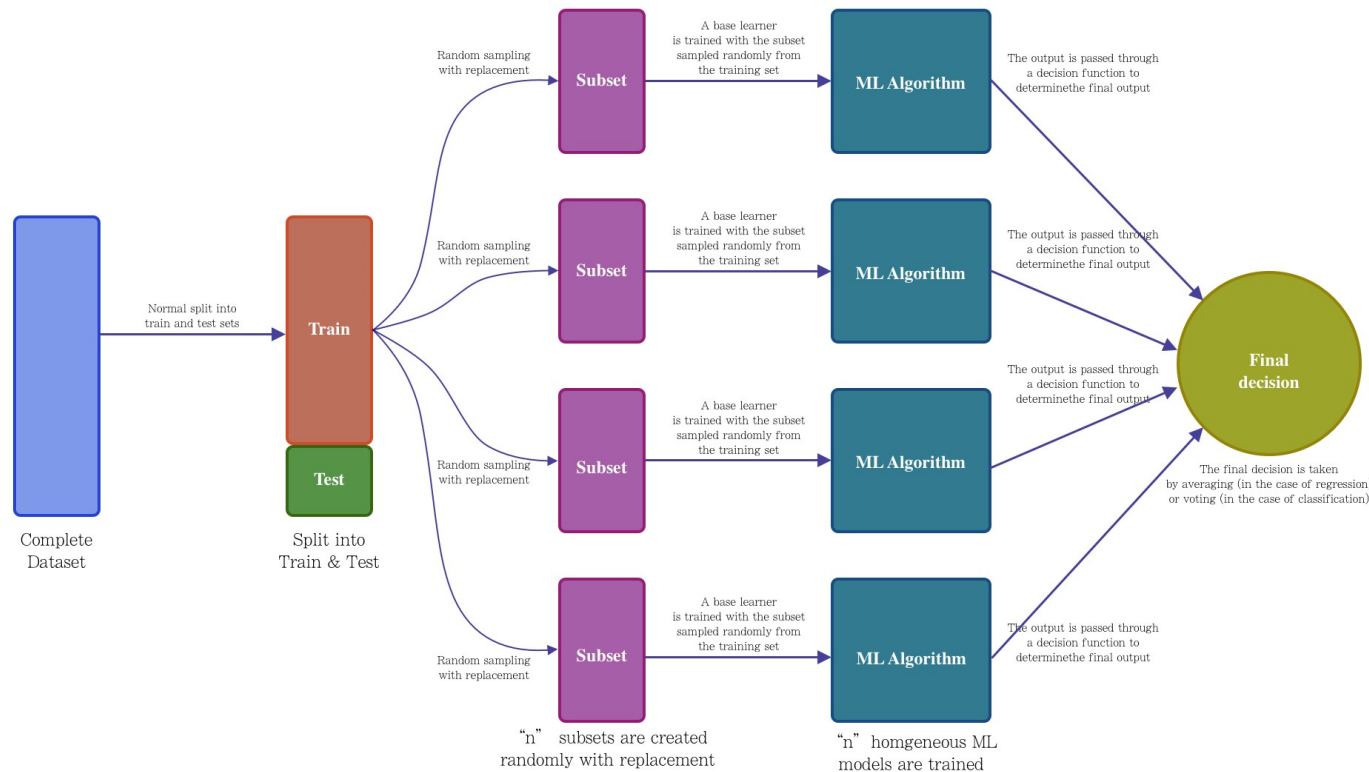 Normal split into
train and test sets
Complete
Dataset
Train
Test
Split into
Train & Test
Random sampling
with replacement
Subset
A base learner
is trained with the subset
sampled randomly from
the training set
ML Algorithm
The output is passed through
a decision function to
determinethe final output
Random sampling
with replacement
Subset
A base learner
is trained with the subset
sampled randomly from
the training set
ML Algorithm
The output is passed through
a decision function to
determinethe final output
Random sampling
with replacement
Subset
A base learner
is trained with the subset
sampled randomly from
the training set
ML Algorithm
The output is passed through
a decision function to
determinethe final output
Random sampling
with replacement
Subset
A base learner
is trained with the subset
sampled randomly from
the training set
ML Algorithm
The output is passed through
a decision function to
determinethe final output
“n” subsets are created
randomly with replacement
“n” homgeneous ML
models are trained
Final
decision
The final decision is taken
by averaging (in the case of regression
or voting (in the case of classification)